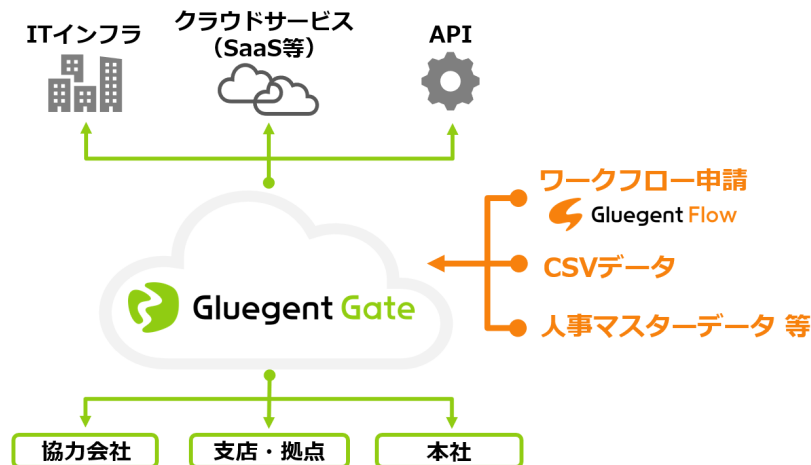 ITインフラ
クラウドサービス
（SaaS等）
API
ワークフロー申請
Gluegent Flow
CSVデータ
人事マスターデータ 等
Gluegent Gate
協力会社
支店・拠点
本社